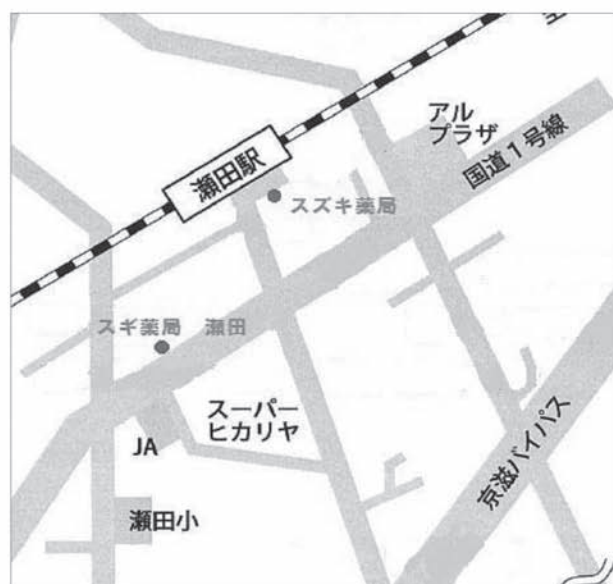 アル
プラザ
国道1号線
瀬田駅
スズキ薬局
スギ薬局 瀬田
スーパー
ヒカリヤ
JA
京滋バイパス
瀬田小